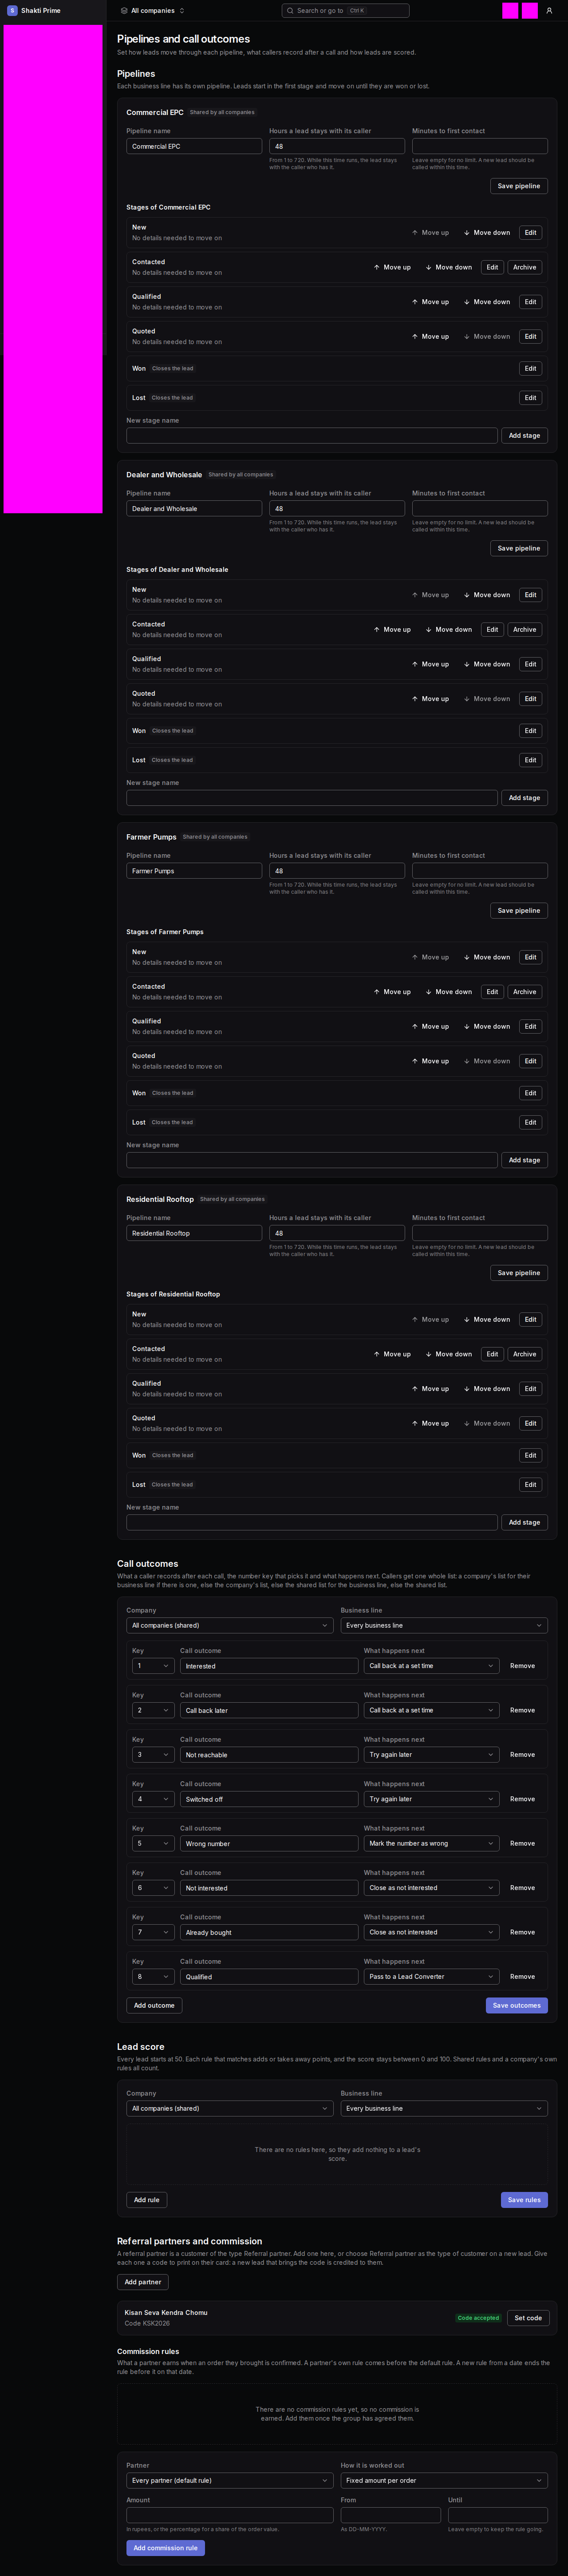 S Shakti Prime
All companies
Search or go to Ctrl K
Pipelines and call outcomes
Set how leads move through each pipeline, what callers record after a call and how leads are scored.
Pipelines
Each business line has its own pipeline. Leads start in the first stage and move on until they are won or lost.
Commercial EPC Shared by all companies
Pipeline name Hours a lead stays with its caller Minutes to first contact
Commercial EPC 48
From 1 to 720. While this time runs, the lead stays with the caller who has it.
Leave empty for no limit. A new lead should be called within this time.
Save pipeline
Stages of Commercial EPC
New
No details needed to move on
Move up Move down Edit
Contacted
No details needed to move on
Move up Move down Edit Archive
Qualified
No details needed to move on
Move up Move down Edit
Quoted
No details needed to move on
Move up Move down Edit
Won Closes the lead Edit
Lost Closes the lead Edit
New stage name
Add stage
Dealer and Wholesale Shared by all companies
Pipeline name Hours a lead stays with its caller Minutes to first contact
Dealer and Wholesale 48
From 1 to 720. While this time runs, the lead stays with the caller who has it.
Leave empty for no limit. A new lead should be called within this time.
Save pipeline
Stages of Dealer and Wholesale
New
No details needed to move on
Move up Move down Edit
Contacted
No details needed to move on
Move up Move down Edit Archive
Qualified
No details needed to move on
Move up Move down Edit
Quoted
No details needed to move on
Move up Move down Edit
Won Closes the lead Edit
Lost Closes the lead Edit
New stage name
Add stage
Farmer Pumps Shared by all companies
Pipeline name Hours a lead stays with its caller Minutes to first contact
Farmer Pumps 48
From 1 to 720. While this time runs, the lead stays with the caller who has it.
Leave empty for no limit. A new lead should be called within this time.
Save pipeline
Stages of Farmer Pumps
New
No details needed to move on
Move up Move down Edit
Contacted
No details needed to move on
Move up Move down Edit Archive
Qualified
No details needed to move on
Move up Move down Edit
Quoted
No details needed to move on
Move up Move down Edit
Won Closes the lead Edit
Lost Closes the lead Edit
New stage name
Add stage
Residential Rooftop Shared by all companies
Pipeline name Hours a lead stays with its caller Minutes to first contact
Residential Rooftop 48
From 1 to 720. While this time runs, the lead stays with the caller who has it.
Leave empty for no limit. A new lead should be called within this time.
Save pipeline
Stages of Residential Rooftop
New
No details needed to move on
Move up Move down Edit
Contacted
No details needed to move on
Move up Move down Edit Archive
Qualified
No details needed to move on
Move up Move down Edit
Quoted
No details needed to move on
Move up Move down Edit
Won Closes the lead Edit
Lost Closes the lead Edit
New stage name
Add stage
Call outcomes
What a caller records after each call, the number key that picks it and what happens next. Callers get one whole list: a company's list for their
business line if there is one, else the company's list, else the shared list for the business line, else the shared list.
Company Business line
All companies (shared) Every business line
Key Call outcome What happens next
1 Interested Call back at a set time Remove
Key Call outcome What happens next
2 Call back later Call back at a set time Remove
Key Call outcome What happens next
3 Not reachable Try again later Remove
Key Call outcome What happens next
4 Switched off Try again later Remove
Key Call outcome What happens next
5 Wrong number Mark the number as wrong Remove
Key Call outcome What happens next
6 Not interested Close as not interested Remove
Key Call outcome What happens next
7 Already bought Close as not interested Remove
Key Call outcome What happens next
8 Qualified Pass to a Lead Converter Remove
Add outcome Save outcomes
Lead score
Every lead starts at 50. Each rule that matches adds or takes away points, and the score stays between 0 and 100. Shared rules and a company's own
rules all count.
Company Business line
All companies (shared) Every business line
There are no rules here, so they add nothing to a lead's
score.
Add rule Save rules
Referral partners and commission
A referral partner is a customer of the type Referral partner. Add one here, or choose Referral partner as the type of customer on a new lead. Give
each one a code to print on their card: a new lead that brings the code is credited to them.
Add partner
Kisan Seva Kendra Chomu
Code KSK2026
Code accepted Set code
Commission rules
What a partner earns when an order they brought is confirmed. A partner's own rule comes before the default rule. A new rule from a date ends the
rule before it on that date.
There are no commission rules yet, so no commission is
earned. Add them once the group has agreed them.
Partner How it is worked out
Every partner (default rule) Fixed amount per order
Amount From Until
In rupees, or the percentage for a share of the order value. As DD-MM-YYYY. Leave empty to keep the rule going.
Add commission rule